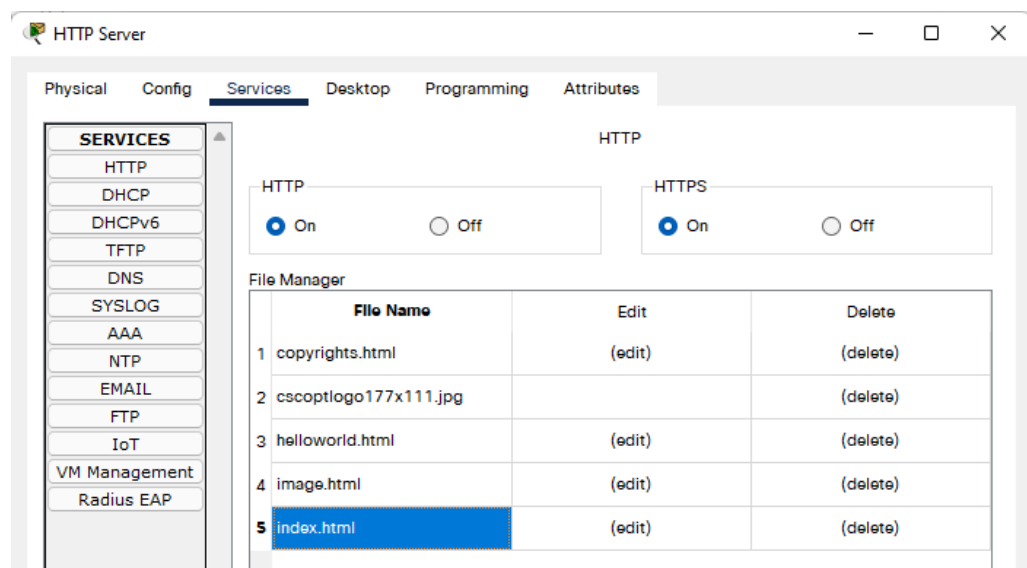 HTTP Server
Physical Config Services Desktop Programming Attributes
SERVICES
HTTP
DHCP
DHCPv6
TFTP
DNS
SYSLOG
AAA
NTP
EMAIL
FTP
IoT
VM Management
Radius EAP
HTTP
HTTP
On Off
HTTPS
On Off
File Manager
File Name Edit Delete
1 copyrights.html (edit) (delete)
2 cscoptlogo177x111.jpg (delete)
3 helloworld.html (edit) (delete)
4 image.html (edit) (delete)
5 index.html (edit) (delete)